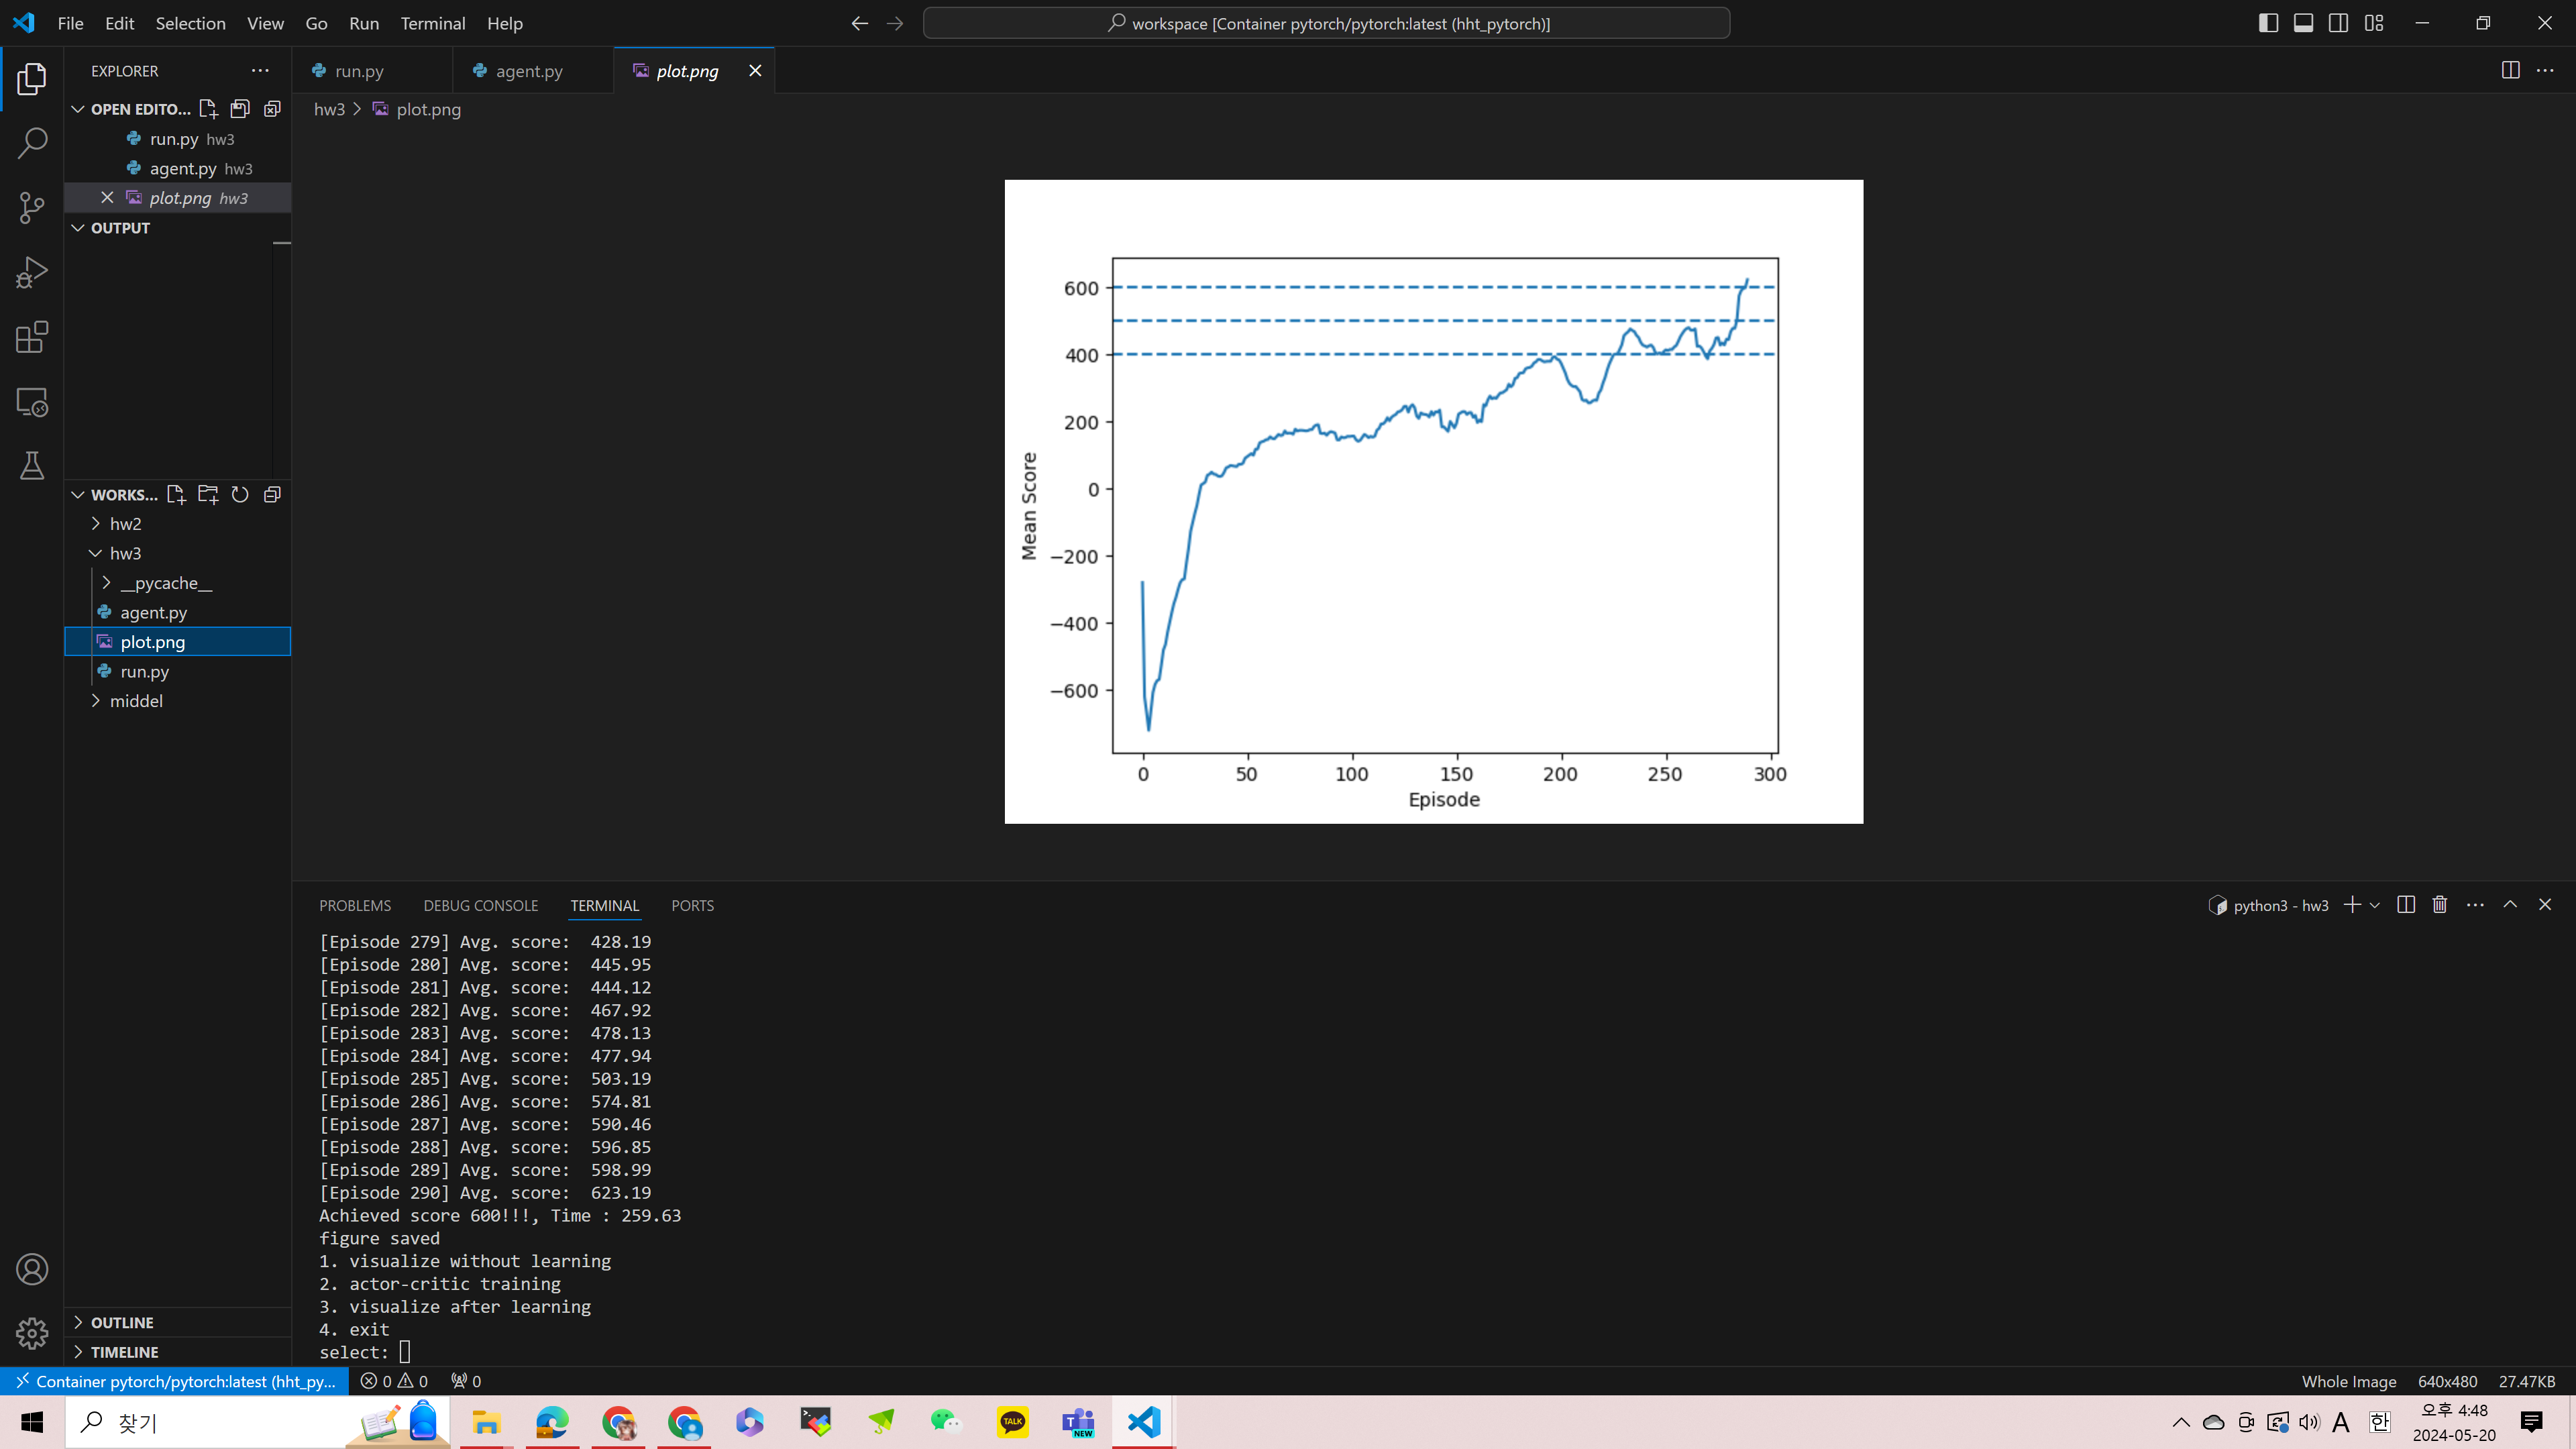 File Edit Selection View Go Run Terminal Help
workspace [Container pytorch/pytorch:latest (hht_pytorch)]
EXPLORER
OPEN EDITO...
run.py hw3
agent.py hw3
plot.png hw3
OUTPUT
WORKS...
hw2
hw3
__pycache__
agent.py
plot.png
run.py
middel
OUTLINE
TIMELINE
run.py
agent.py
plot.png
hw3 > plot.png
600
400
200
0
−200
−400
−600
Mean Score
0 50 100 150 200 250 300
Episode
PROBLEMS DEBUG CONSOLE TERMINAL PORTS
python3 - hw3
[Episode 279] Avg. score:  428.19
[Episode 280] Avg. score:  445.95
[Episode 281] Avg. score:  444.12
[Episode 282] Avg. score:  467.92
[Episode 283] Avg. score:  478.13
[Episode 284] Avg. score:  477.94
[Episode 285] Avg. score:  503.19
[Episode 286] Avg. score:  574.81
[Episode 287] Avg. score:  590.46
[Episode 288] Avg. score:  596.85
[Episode 289] Avg. score:  598.99
[Episode 290] Avg. score:  623.19
Achieved score 600!!!, Time : 259.63
figure saved
1. visualize without learning
2. actor-critic training
3. visualize after learning
4. exit
select:
Container pytorch/pytorch:latest (hht_py...
0 0 0
Whole Image 640x480 27.47KB
찾기
TALK
NEW
A 한
오후 4:48
2024-05-20